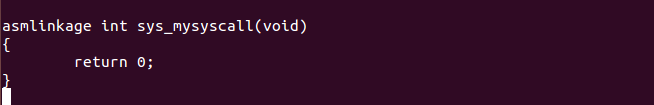 asmlinkage int sys_mysyscall(void)
{
        return 0;
}